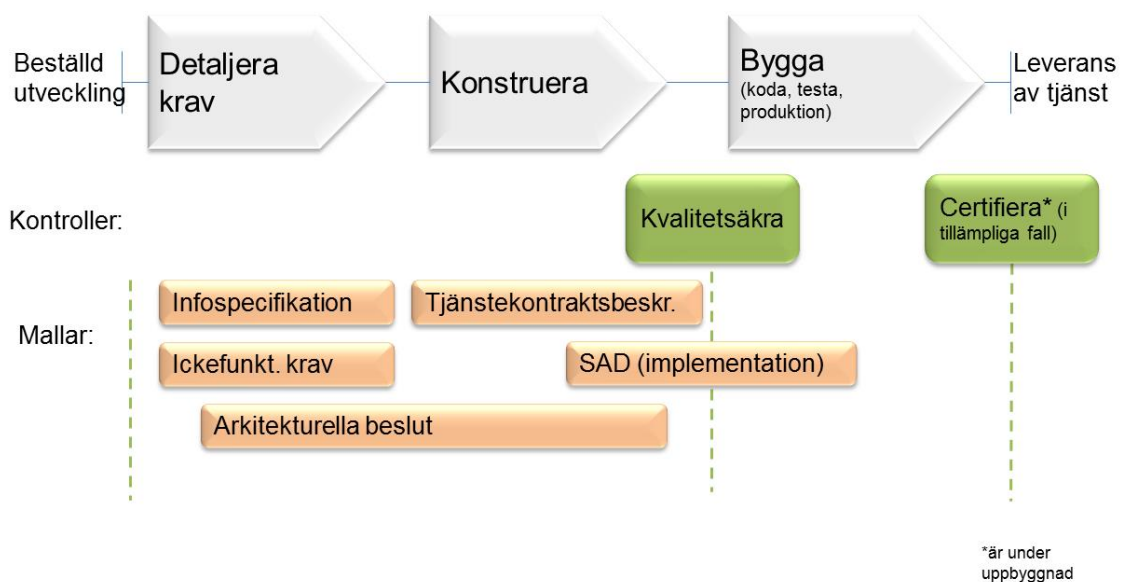 Beställd
utveckling
Detaljera
krav
Konstruera
Bygga
(koda, testa,
produktion)
Leverans
av tjänst
Kontroller:
Kvalitetsäkra
Certifiera* (i
tillämpliga fall)
Mallar:
Infospecifikation
Tjänstekontraktsbeskr.
Ickefunkt. krav
SAD (implementation)
Arkitekturella beslut
*är under
uppbyggnad